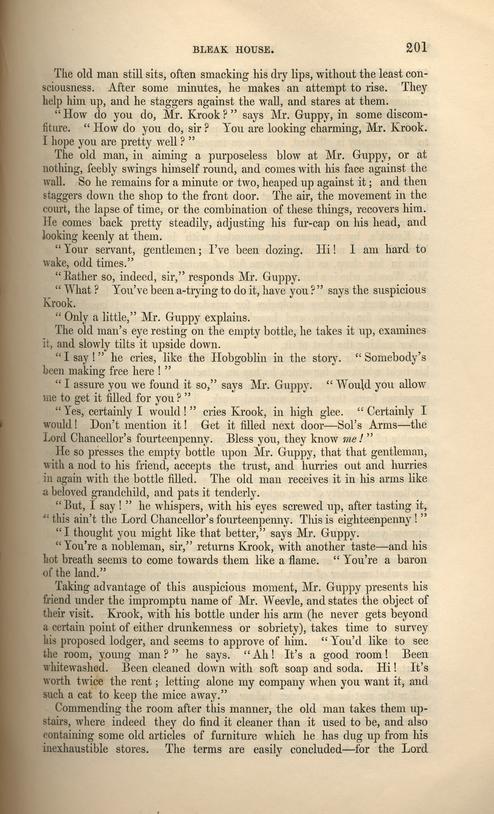 BLEAK HOUSE. 201
The old man still sits, often smacking his dry lips, without the least con-
sciousness. After some minutes, he makes an attempt to rise. They
help him up, and he staggers against the wall, and stares at them.
"How do you do, Mr. Krook?" says Mr. Guppy, in some discom-
fiture. "How do you do, sir? You are looking charming, Mr. Krook.
I hope you are pretty well?"
The old man, in aiming a purposeless blow at Mr. Guppy, or at
nothing, feebly swings himself round, and comes with his face against the
wall. So he remains for a minute or two, heaped up against it; and then
staggers down the shop to the front door. The air, the movement in the
court, the lapse of time, or the combination of these things, recovers him.
He comes back pretty steadily, adjusting his fur-cap on his head, and
looking keenly at them.
"Your servant, gentlemen; I've been dozing. Hi! I am hard to
wake, odd times."
"Rather so, indeed, sir," responds Mr. Guppy.
"What? You've been a-trying to do it, have you?" says the suspicious
Krook.
"Only a little," Mr. Guppy explains.
The old man's eye resting on the empty bottle, he takes it up, examines
it, and slowly tilts it upside down.
"I say!" he cries, like the Hobgoblin in the story. "Somebody's
been making free here!"
"I assure you we found it so," says Mr. Guppy. "Would you allow
me to get it filled for you?"
"Yes, certainly I would!" cries Krook, in high glee. "Certainly I
would! Don't mention it! Get it filled next door—Sol's Arms—the
Lord Chancellor's fourteenpenny. Bless you, they know me!"
He so presses the empty bottle upon Mr. Guppy, that that gentleman,
with a nod to his friend, accepts the trust, and hurries out and hurries
in again with the bottle filled. The old man receives it in his arms like
a beloved grandchild, and pats it tenderly.
"But, I say!" he whispers, with his eyes screwed up, after tasting it,
"this ain't the Lord Chancellor's fourteenpenny. This is eighteenpenny!"
"I thought you might like that better," says Mr. Guppy.
"You're a nobleman, sir," returns Krook, with another taste—and his
hot breath seems to come towards them like a flame. "You're a baron
of the land."
Taking advantage of this auspicious moment, Mr. Guppy presents his
friend under the impromptu name of Mr. Weevle, and states the object of
their visit. Krook, with his bottle under his arm (he never gets beyond
a certain point of either drunkenness or sobriety), takes time to survey
his proposed lodger, and seems to approve of him. "You'd like to see
the room, young man?" he says. "Ah! It's a good room! Been
whitewashed. Been cleaned down with soft soap and soda. Hi! It's
worth twice the rent; letting alone my company when you want it, and
such a cat to keep the mice away."
Commending the room after this manner, the old man takes them up-
stairs, where indeed they do find it cleaner than it used to be, and also
containing some old articles of furniture which he has dug up from his
inexhaustible stores. The terms are easily concluded—for the Lord